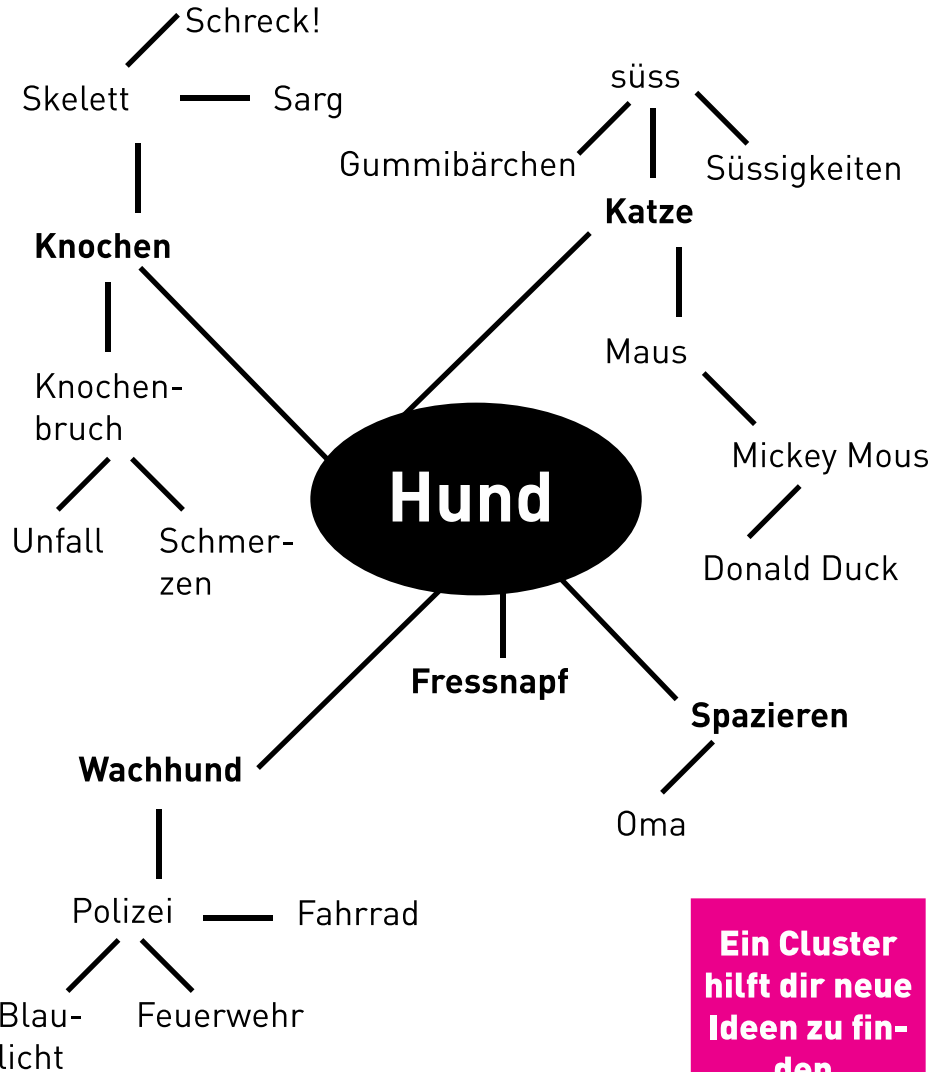 Schreck!
Skelett
Sarg
süss
Gummibärchen
Süssigkeiten
Katze
Knochen
Maus
Knochen-
bruch
Mickey Mous
Hund
Unfall
Schmer-
zen
Donald Duck
Fressnapf
Spazieren
Wachhund
Oma
Polizei
Fahrrad
Blau-
licht
Feuerwehr
Ein Cluster
hilft dir neue
Ideen zu fin-
den